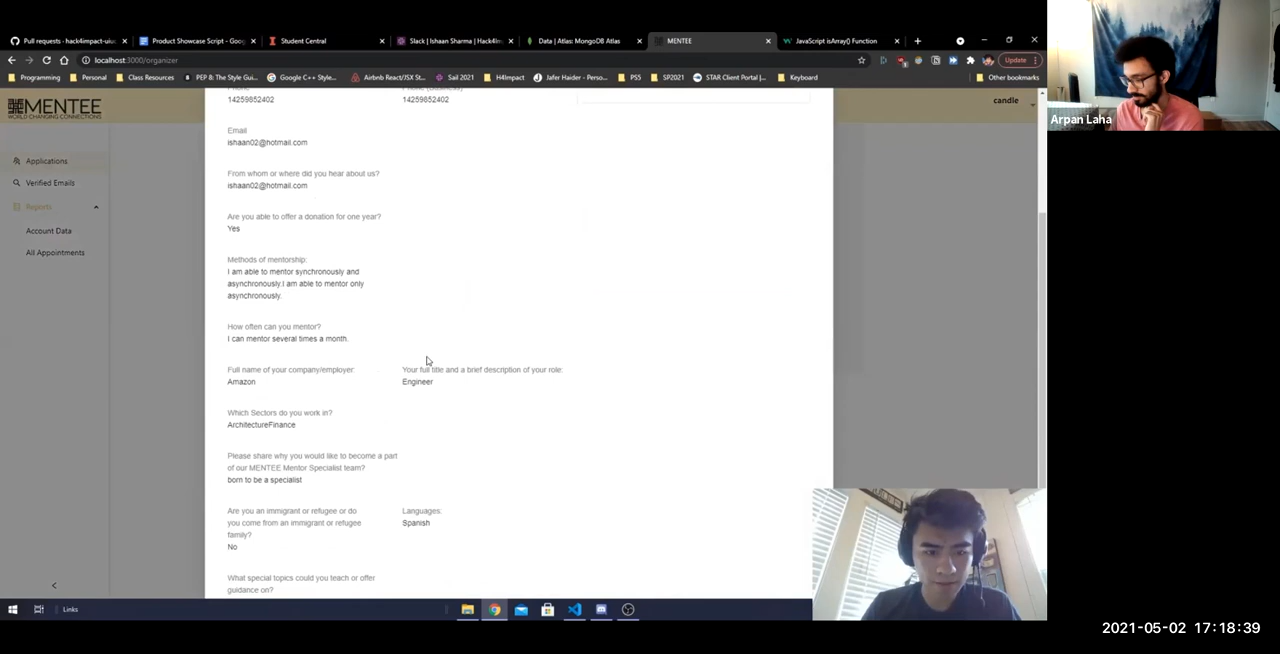 Pull requests · hack4impact-uiuc
Product Showcase Script - Goog
Student Central
Slack | Ishaan Sharma | Hack4Im
Data | Atlas: MongoDB Atlas
MENTEE
JavaScript isArray() Function
localhost:3000/organizer
Update
Programming
Personal
Class Resources
PEP 8: The Style Gui...
Google C++ Style...
Airbnb React/JSX St...
Sail 2021
H4Impact
Jafer Haider - Perso...
PS5
SP2021
STAR Client Portal |...
Keyboard
Other bookmarks
MENTEE
WORLD CHANGING CONNECTIONS
candle
Applications
Verified Emails
Reports
Account Data
All Appointments
14259852402
14259852402
Email
ishaan02@hotmail.com
From whom or where did you hear about us?
ishaan02@hotmail.com
Are you able to offer a donation for one year?
Yes
Methods of mentorship:
I am able to mentor synchronously and
asynchronously.I am able to mentor only
asynchronously.
How often can you mentor?
I can mentor several times a month.
Full name of your company/employer:
Amazon
Your full title and a brief description of your role:
Engineer
Which Sectors do you work in?
ArchitectureFinance
Please share why you would like to become a part
of our MENTEE Mentor Specialist team?
born to be a specialist
Are you an immigrant or refugee or do
you come from an immigrant or refugee
family?
No
Languages:
Spanish
What special topics could you teach or offer
guidance on?
Links
Arpan Laha
2021-05-02 17:18:39